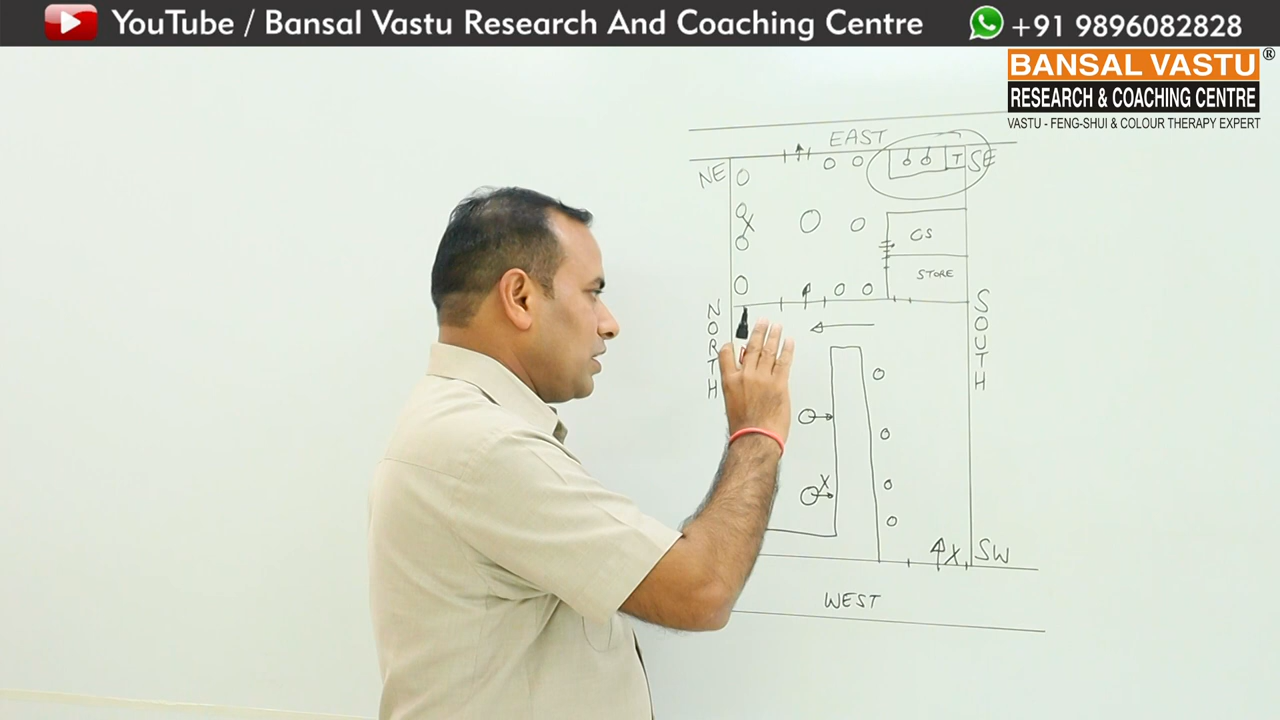 YouTube / Bansal Vastu Research And Coaching Centre
+91 9896082828
BANSAL VASTU®
RESEARCH & COACHING CENTRE
VASTU - FENG-SHUI & COLOUR THERAPY EXPERT
EAST
NE
T
SE
X
CS
STORE
NORTH
SOUTH
X
X
SW
WEST